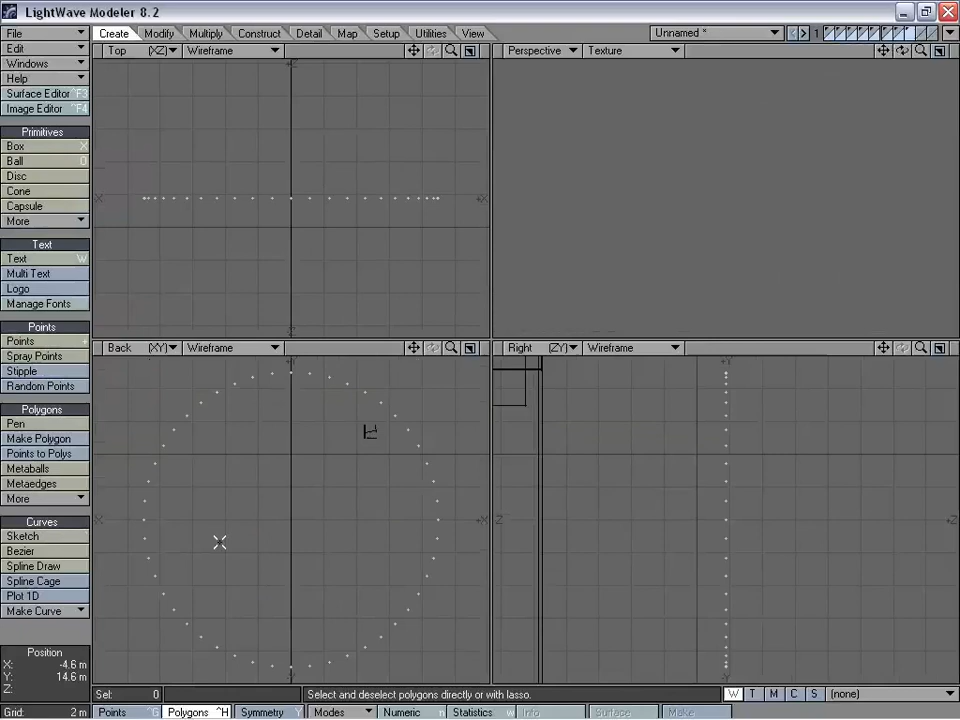 LightWave Modeler 8.2
File Create Modify Multiply Construct Detail Map Setup Utilities View Unnamed * 1
Edit Top (XZ) Wireframe Perspective Texture
Windows
Help
Surface Editor ^F3
Image Editor ^F4
Primitives
Box X
Ball O
Disc
Cone
Capsule
More
Text
Text W
Multi Text
Logo
Manage Fonts
Points
Points +
Back (XY) Wireframe Right (ZY) Wireframe
Spray Points
Stipple
Random Points
Polygons
Pen
Make Polygon
Points to Polys
Metaballs
Metaedges
More
Curves
Sketch
Bezier
Spline Draw
Spline Cage
Plot 1D
Make Curve
Position
X: -4.6 m
Y: 14.6 m
Z:
Sel: 0 Select and deselect polygons directly or with lasso. W T M C S (none)
Grid: 2 m Points ^G Polygons ^H Symmetry Y Modes Numeric n Statistics w Info i Surface Make